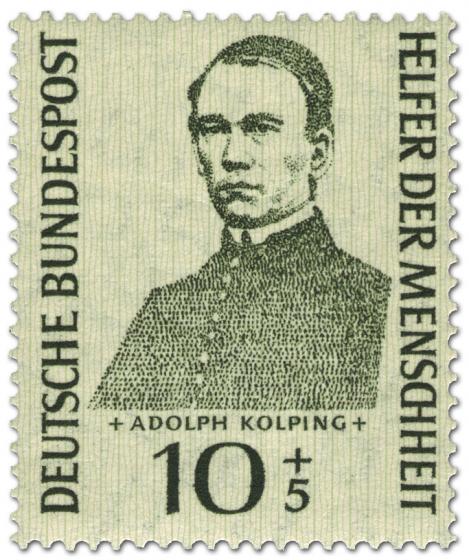 DEUTSCHE BUNDESPOST
HELFER DER MENSCHHEIT
+ ADOLPH KOLPING +
10 + 5